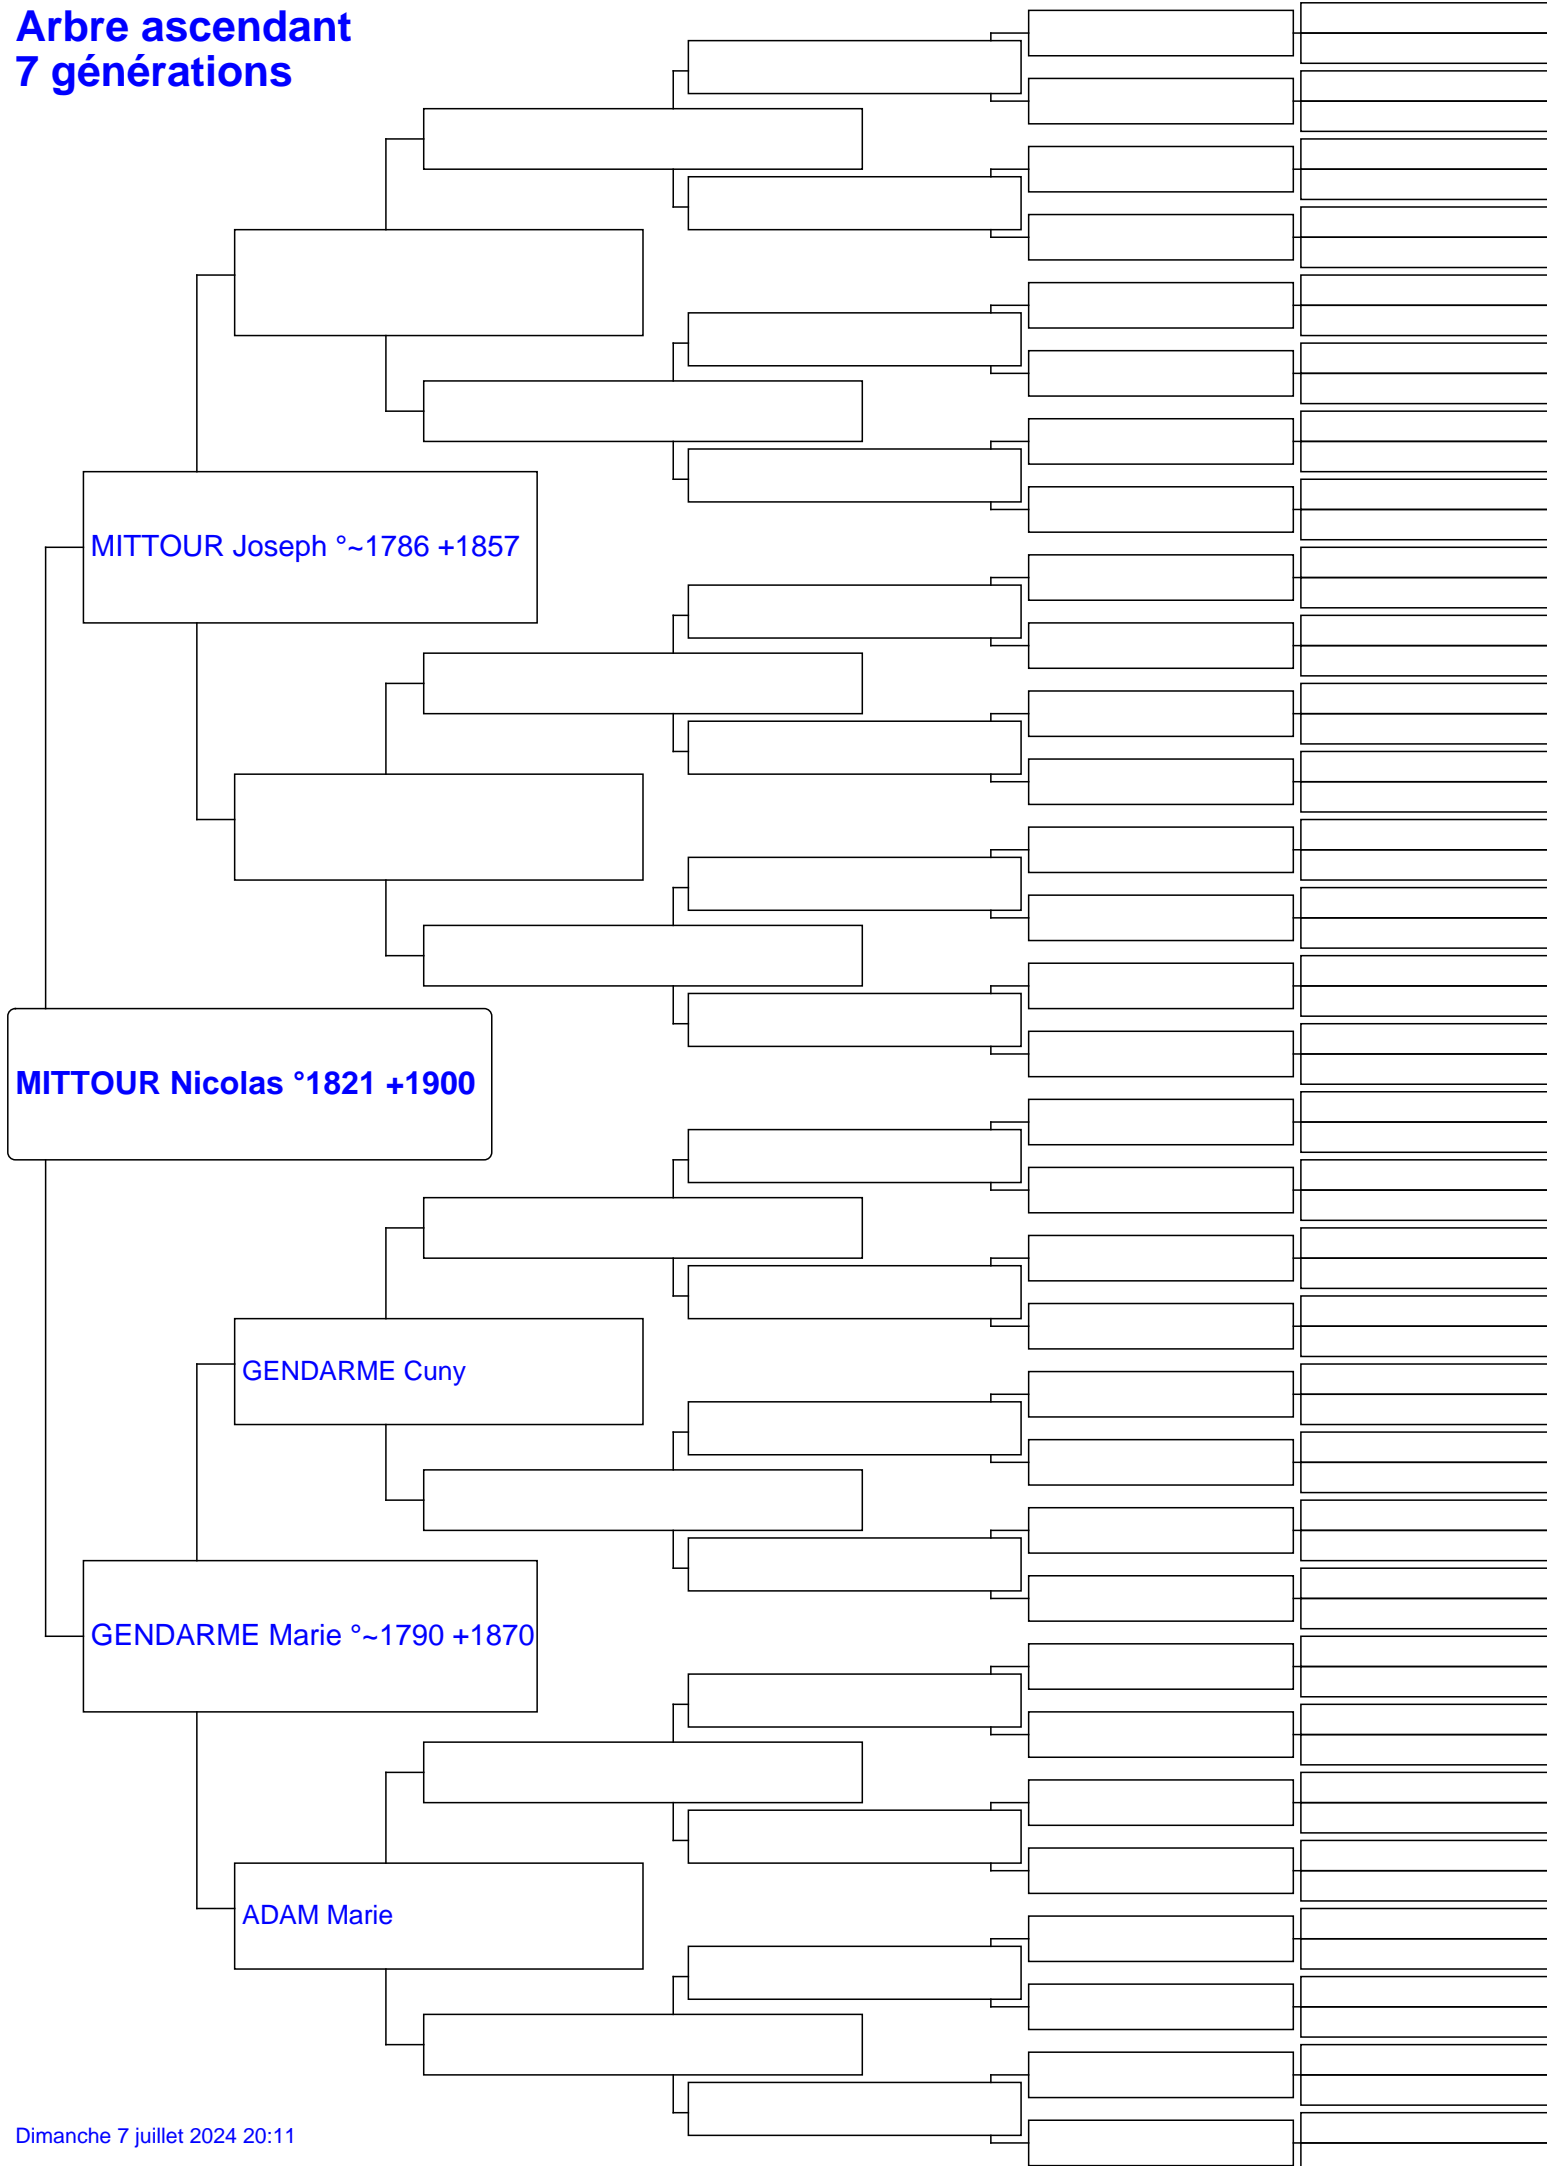 Arbre ascendant
7 générations
MITTOUR Joseph °~1786 +1857
MITTOUR Nicolas °1821 +1900
GENDARME Cuny
GENDARME Marie °~1790 +1870
ADAM Marie
Dimanche 7 juillet 2024 20:11